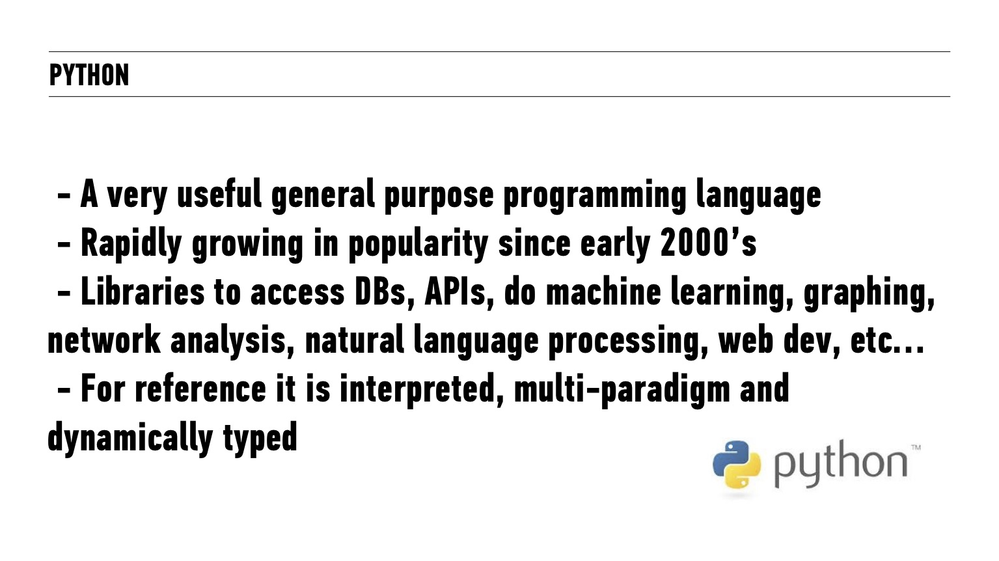 PYTHON
- A very useful general purpose programming language
- Rapidly growing in popularity since early 2000’s
- Libraries to access DBs, APIs, do machine learning, graphing,
network analysis, natural language processing, web dev, etc...
- For reference it is interpreted, multi-paradigm and
dynamically typed
python™